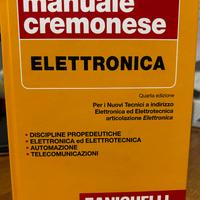 manuale
cremonese
ELETTRONICA
Quarta edizione
Per i Nuovi Tecnici a indirizzo
Elettronica ed Elettrotecnica
articolazione Elettronica
• DISCIPLINE PROPEDEUTICHE
• ELETTRONICA ed ELETTROTECNICA
• AUTOMAZIONE
• TELECOMUNICAZIONI
ZANICHELLI